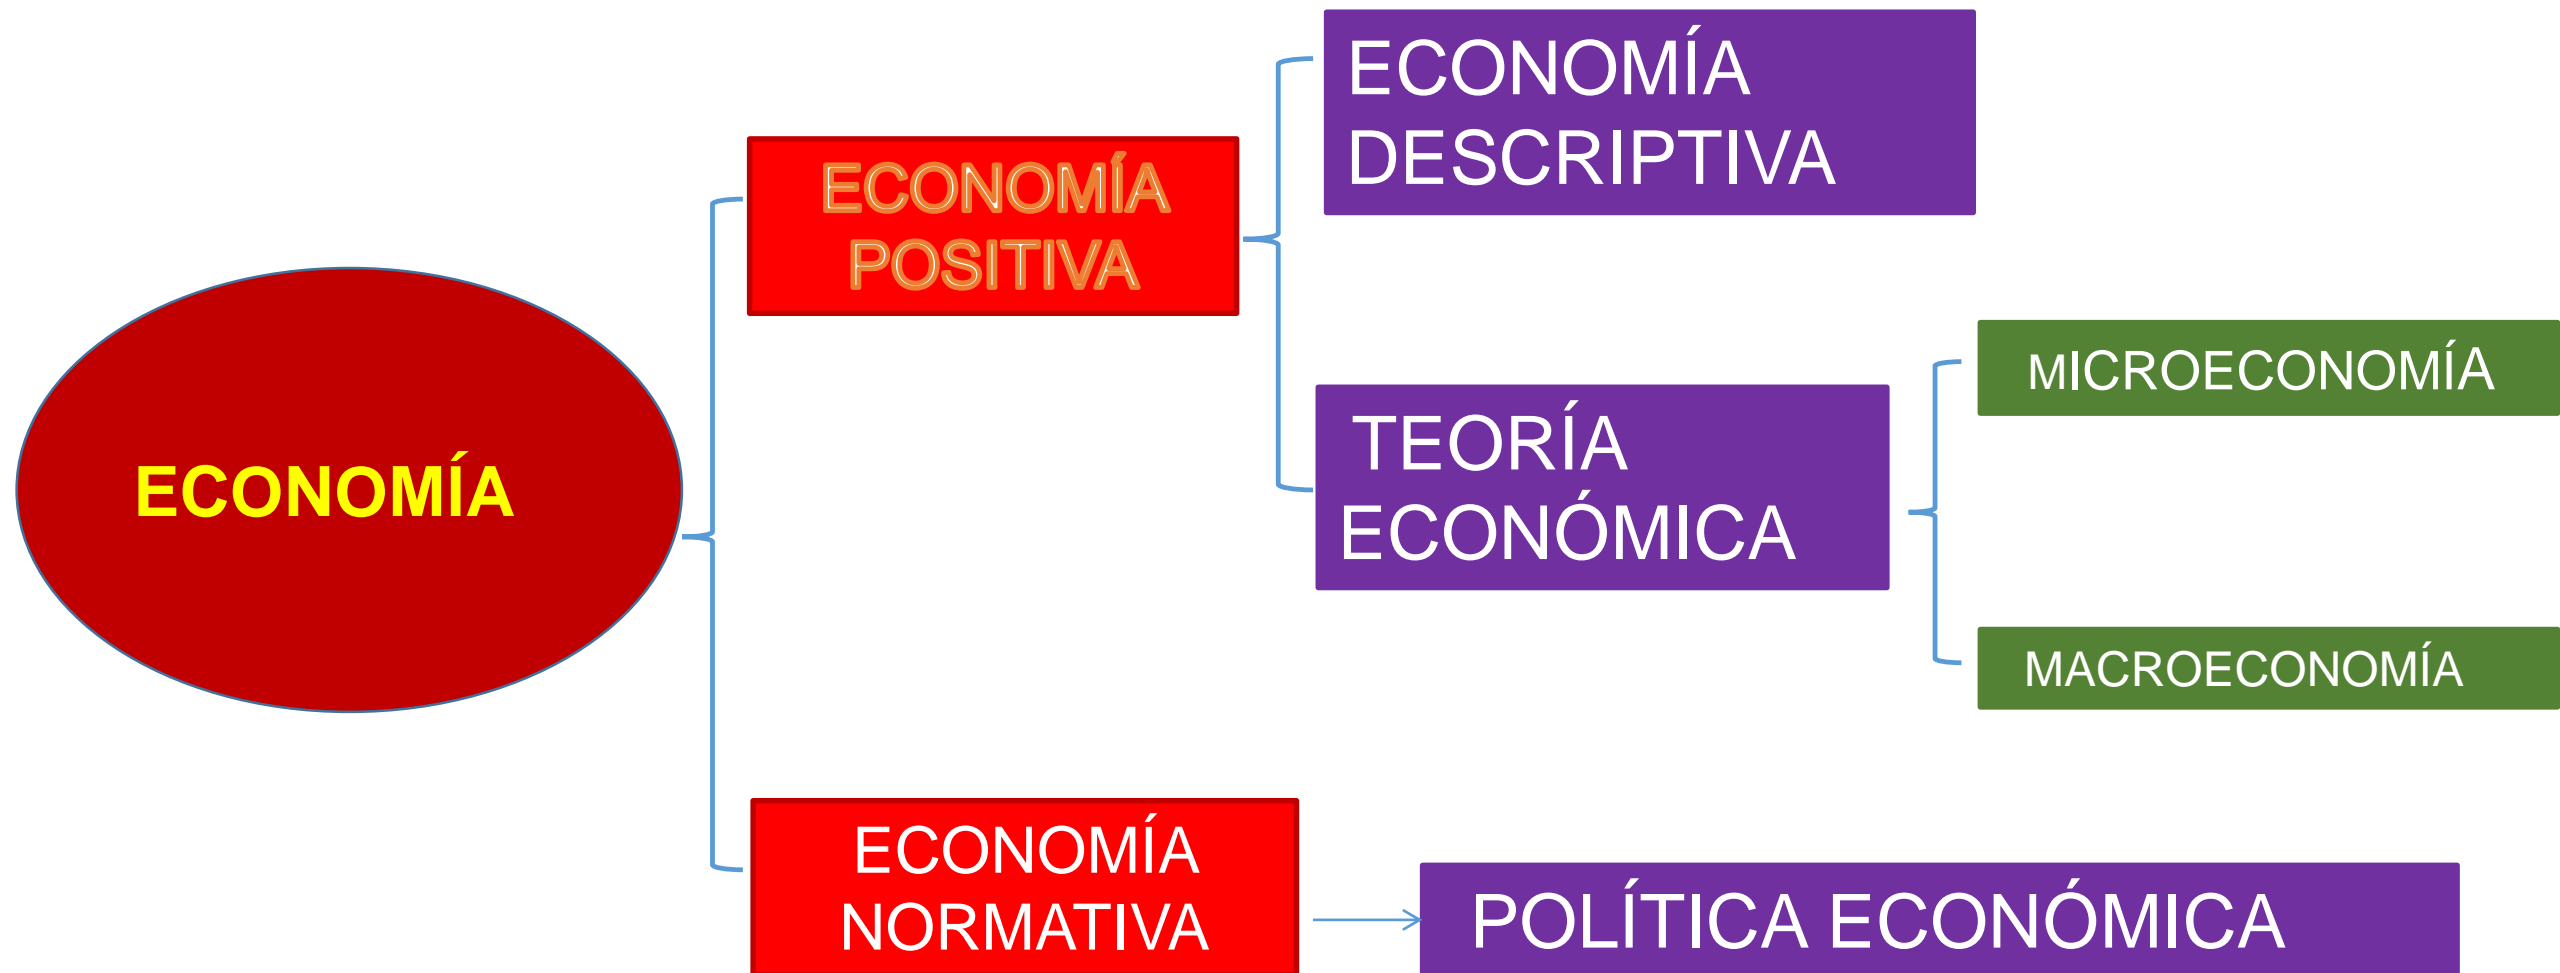 ECONOMÍA
ECONOMÍA
POSITIVA
ECONOMÍA
DESCRIPTIVA
TEORÍA
ECONÓMICA
MICROECONOMÍA
MACROECONOMÍA
ECONOMÍA
NORMATIVA
POLÍTICA ECONÓMICA